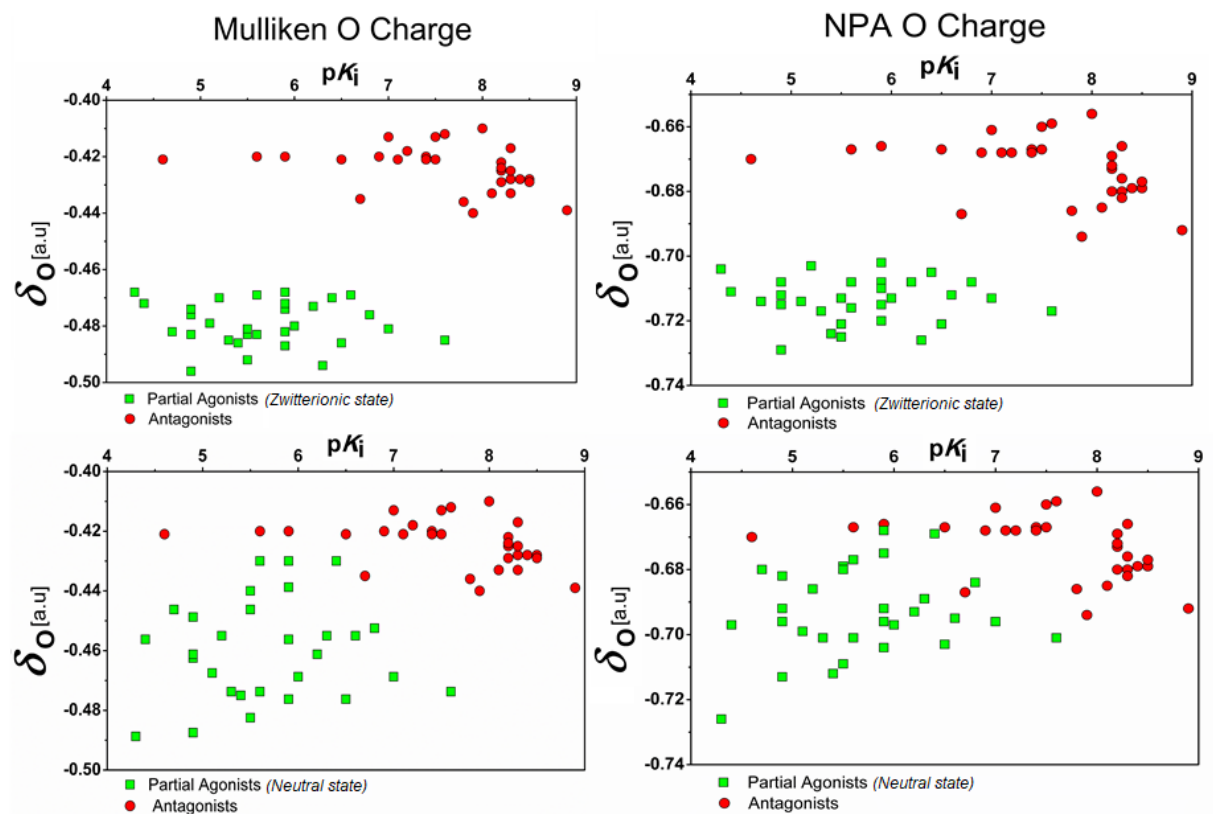 Mulliken O Charge
NPA O Charge
pKi
4 5 6 7 8 9
-0.40
-0.42
-0.44
-0.46
-0.48
-0.50
δO[a.u]
Partial Agonists (Zwitterionic state)
Antagonists
pKi
4 5 6 7 8 9
-0.66
-0.68
-0.70
-0.72
-0.74
δO[a.u]
Partial Agonists (Zwitterionic state)
Antagonists
pKi
4 5 6 7 8 9
-0.40
-0.42
-0.44
-0.46
-0.48
-0.50
δO[a.u]
Partial Agonists (Neutral state)
Antagonists
pKi
4 5 6 7 8 9
-0.66
-0.68
-0.70
-0.72
-0.74
δO[a.u]
Partial Agonists (Neutral state)
Antagonists